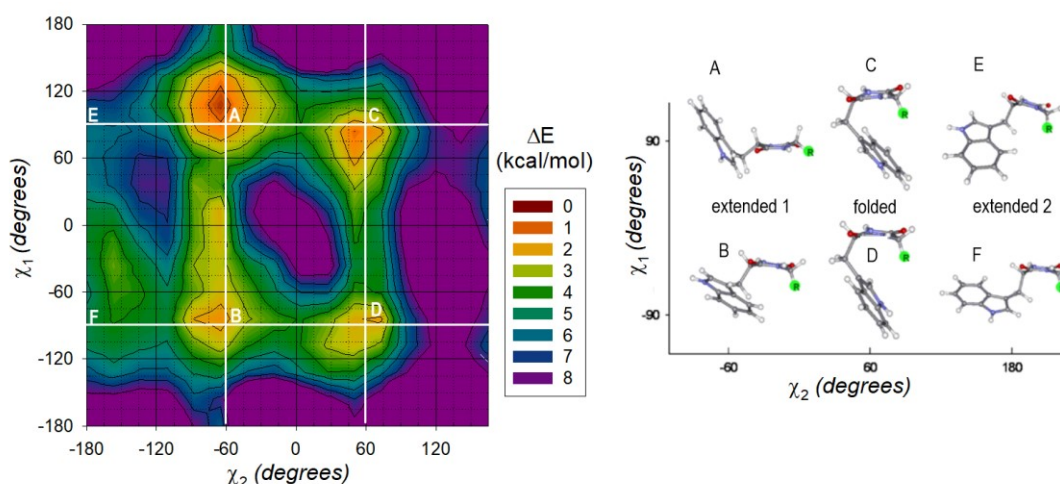 180
120
60
0
-60
-120
-180
χ1 (degrees)
E
A
C
F
B
D
-180
-120
-60
0
60
120
χ2 (degrees)
ΔE
(kcal/mol)
0
1
2
3
4
5
6
7
8
A
C
E
R
R
R
90
extended 1
folded
extended 2
χ1 (degrees)
B
D
F
R
R
R
-90
-60
60
180
χ2 (degrees)